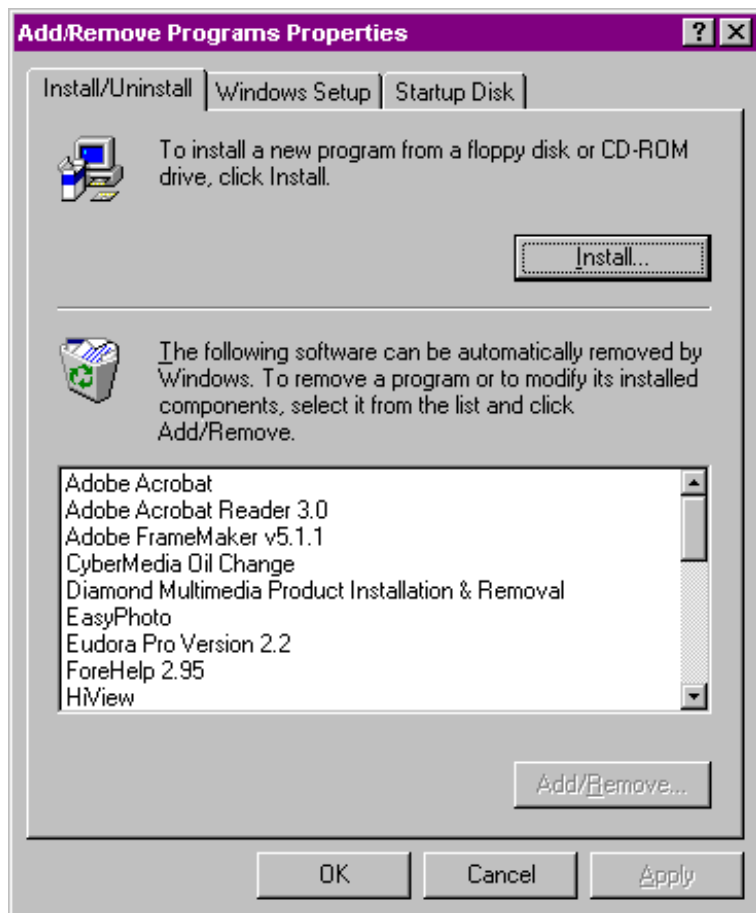 Add/Remove Programs Properties
Install/Uninstall
Windows Setup
Startup Disk
To install a new program from a floppy disk or CD-ROM
drive, click Install.
Install...
The following software can be automatically removed by
Windows. To remove a program or to modify its installed
components, select it from the list and click
Add/Remove.
Adobe Acrobat
Adobe Acrobat Reader 3.0
Adobe FrameMaker v5.1.1
CyberMedia Oil Change
Diamond Multimedia Product Installation & Removal
EasyPhoto
Eudora Pro Version 2.2
ForeHelp 2.95
HiView
Add/Remove...
OK
Cancel
Apply